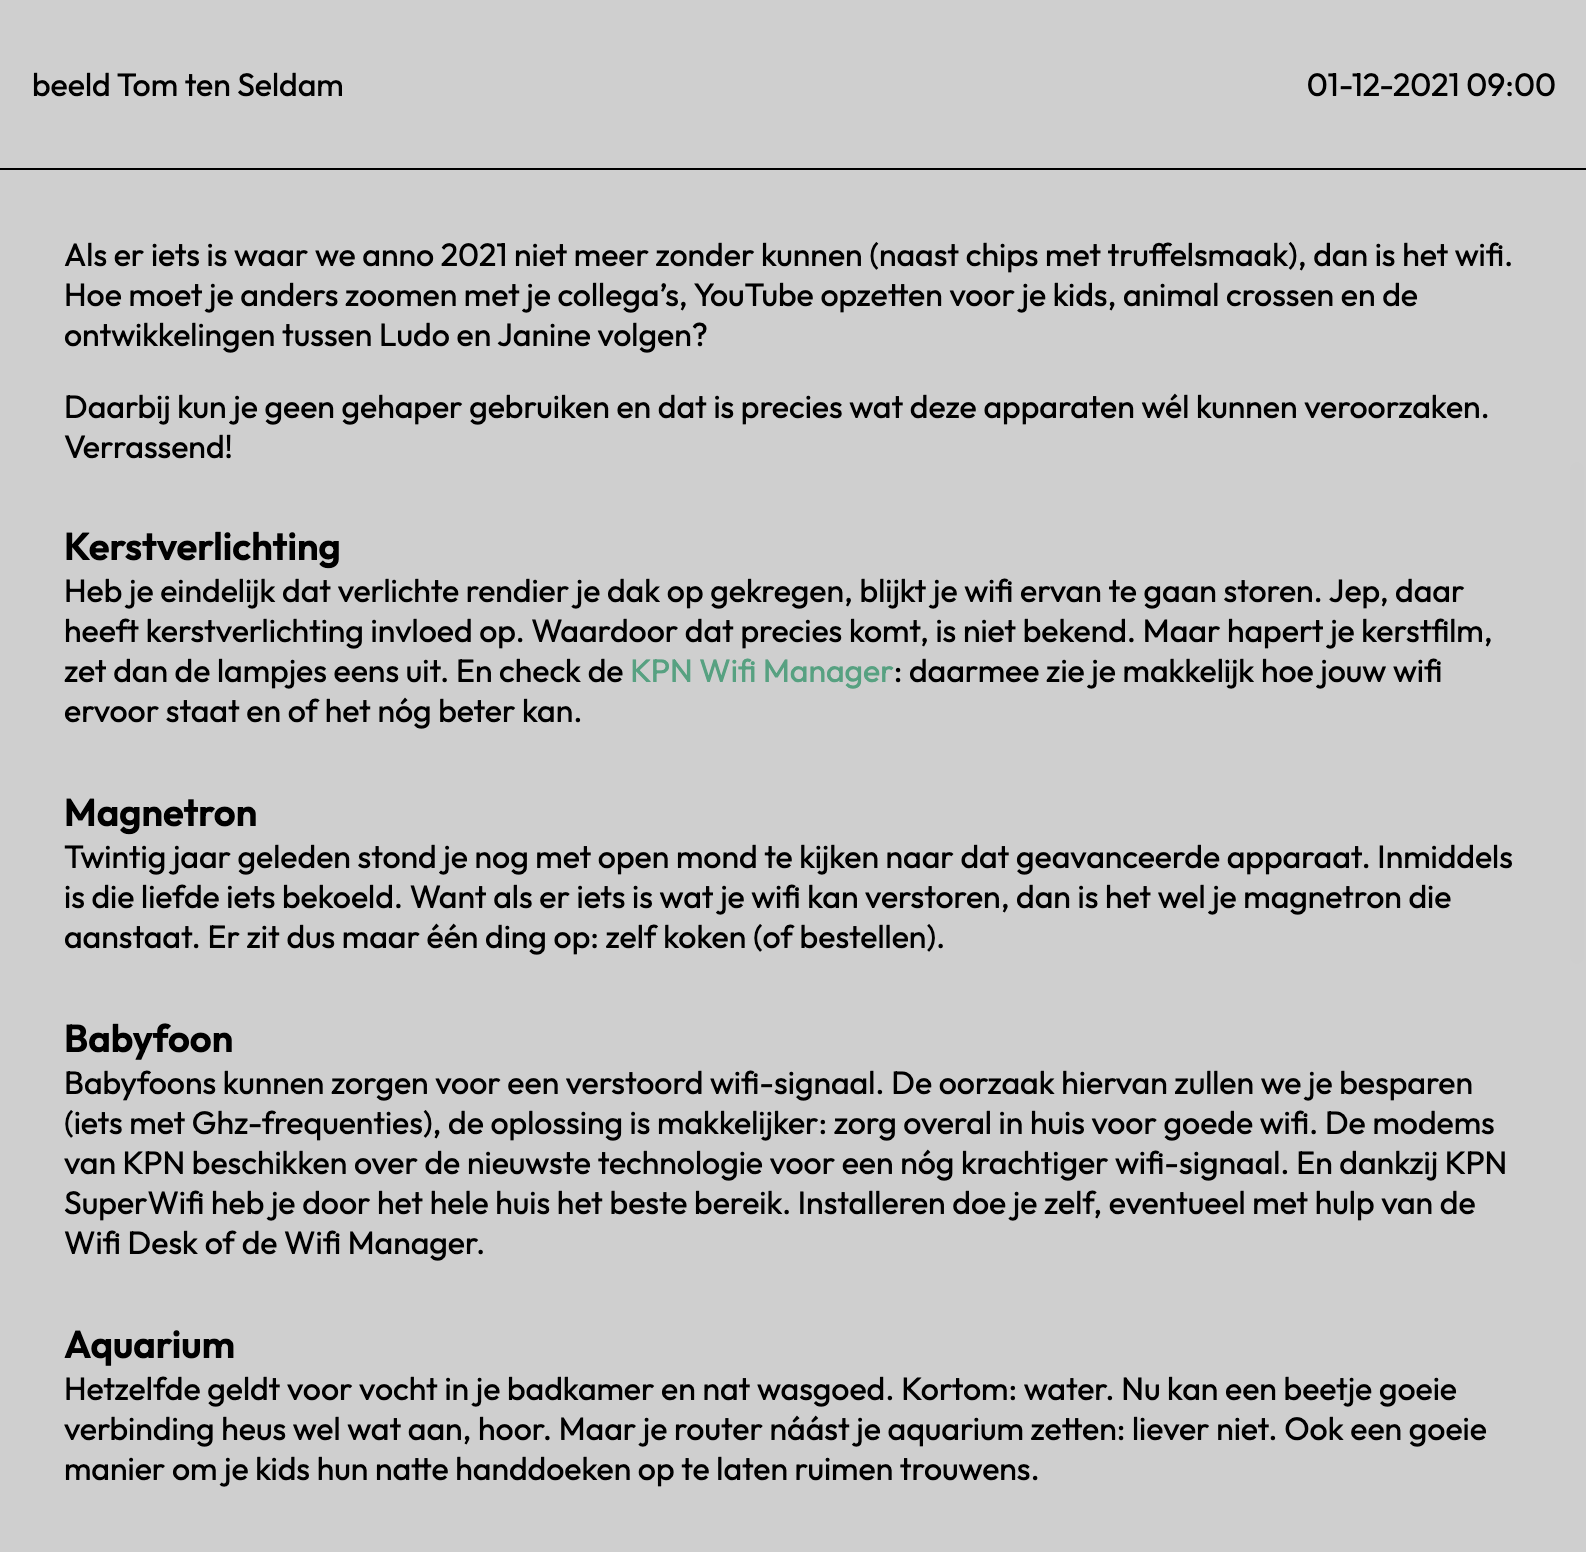 beeld Tom ten Seldam
01-12-2021 09:00
Als er iets is waar we anno 2021 niet meer zonder kunnen (naast chips met truffelsmaak), dan is het wifi.
Hoe moet je anders zoomen met je collega’s, YouTube opzetten voor je kids, animal crossen en de
ontwikkelingen tussen Ludo en Janine volgen?
Daarbij kun je geen gehaper gebruiken en dat is precies wat deze apparaten wél kunnen veroorzaken.
Verrassend!
Kerstverlichting
Heb je eindelijk dat verlichte rendier je dak op gekregen, blijkt je wifi ervan te gaan storen. Jep, daar
heeft kerstverlichting invloed op. Waardoor dat precies komt, is niet bekend. Maar hapert je kerstfilm,
zet dan de lampjes eens uit. En check de KPN Wifi Manager: daarmee zie je makkelijk hoe jouw wifi
ervoor staat en of het nóg beter kan.
Magnetron
Twintig jaar geleden stond je nog met open mond te kijken naar dat geavanceerde apparaat. Inmiddels
is die liefde iets bekoeld. Want als er iets is wat je wifi kan verstoren, dan is het wel je magnetron die
aanstaat. Er zit dus maar één ding op: zelf koken (of bestellen).
Babyfoon
Babyfoons kunnen zorgen voor een verstoord wifi-signaal. De oorzaak hiervan zullen we je besparen
(iets met Ghz-frequenties), de oplossing is makkelijker: zorg overal in huis voor goede wifi. De modems
van KPN beschikken over de nieuwste technologie voor een nóg krachtiger wifi-signaal. En dankzij KPN
SuperWifi heb je door het hele huis het beste bereik. Installeren doe je zelf, eventueel met hulp van de
Wifi Desk of de Wifi Manager.
Aquarium
Hetzelfde geldt voor vocht in je badkamer en nat wasgoed. Kortom: water. Nu kan een beetje goeie
verbinding heus wel wat aan, hoor. Maar je router náást je aquarium zetten: liever niet. Ook een goeie
manier om je kids hun natte handdoeken op te laten ruimen trouwens.